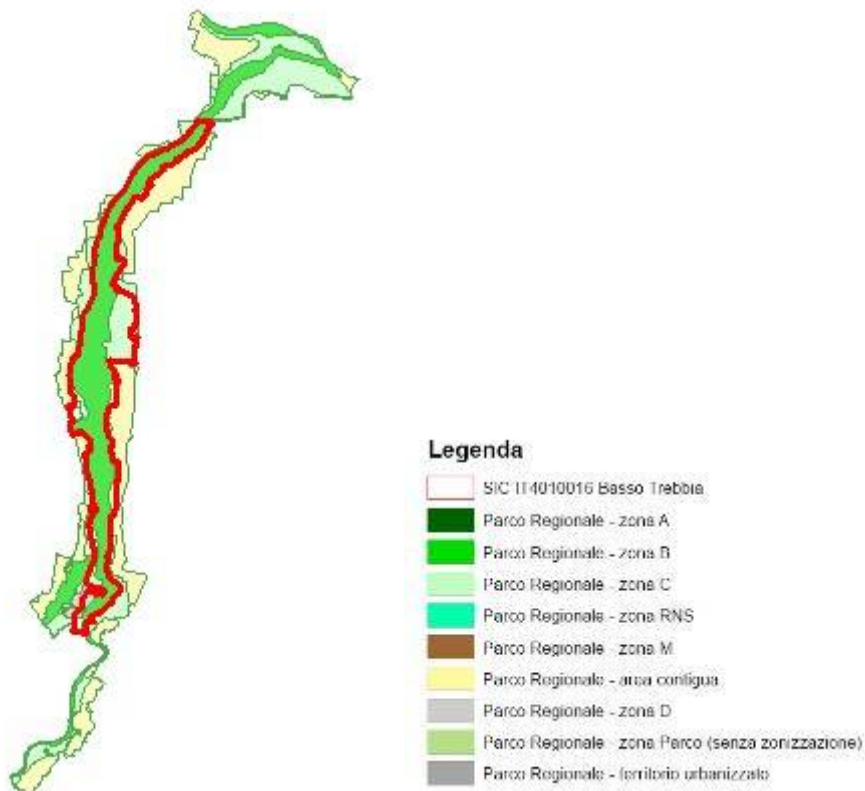 Legenda
SIC IT4010016 Basso Trebbia
Parco Regionale - zona A
Parco Regionale - zona B
Parco Regionale - zona C
Parco Regionale - zona RNS
Parco Regionale - zona M
Parco Regionale - area contigua
Parco Regionale - zona D
Parco Regionale - zona Parco (senza zonizzazione)
Parco Regionale - territorio urbanizzato